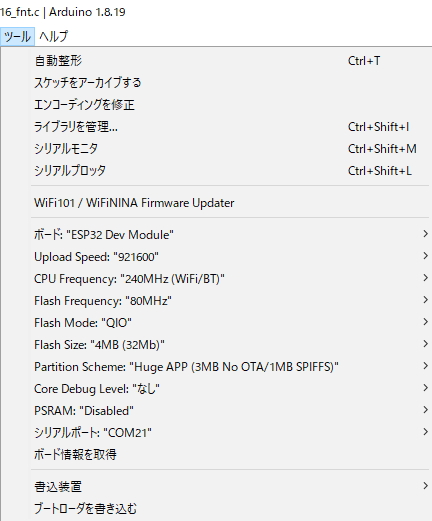 16_fnt.c | Arduino 1.8.19
ツール ヘルプ
自動整形 Ctrl+T
スケッチをアーカイブする
エンコーディングを修正
ライブラリを管理... Ctrl+Shift+I
シリアルモニタ Ctrl+Shift+M
シリアルプロッタ Ctrl+Shift+L
WiFi101 / WiFiNINA Firmware Updater
ボード: "ESP32 Dev Module"
Upload Speed: "921600"
CPU Frequency: "240MHz (WiFi/BT)"
Flash Frequency: "80MHz"
Flash Mode: "QIO"
Flash Size: "4MB (32Mb)"
Partition Scheme: "Huge APP (3MB No OTA/1MB SPIFFS)"
Core Debug Level: "なし"
PSRAM: "Disabled"
シリアルポート: "COM21"
ボード情報を取得
書込装置
ブートローダを書き込む